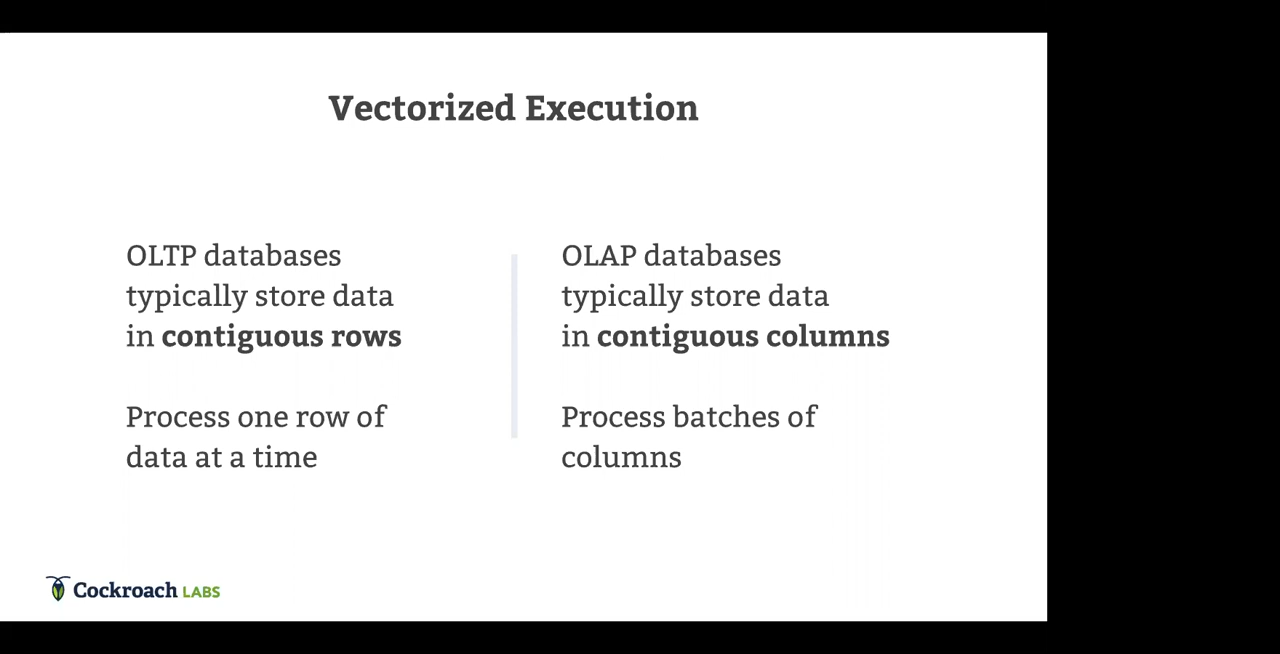 Vectorized Execution
OLTP databases
typically store data
in contiguous rows
Process one row of
data at a time
OLAP databases
typically store data
in contiguous columns
Process batches of
columns
Cockroach LABS